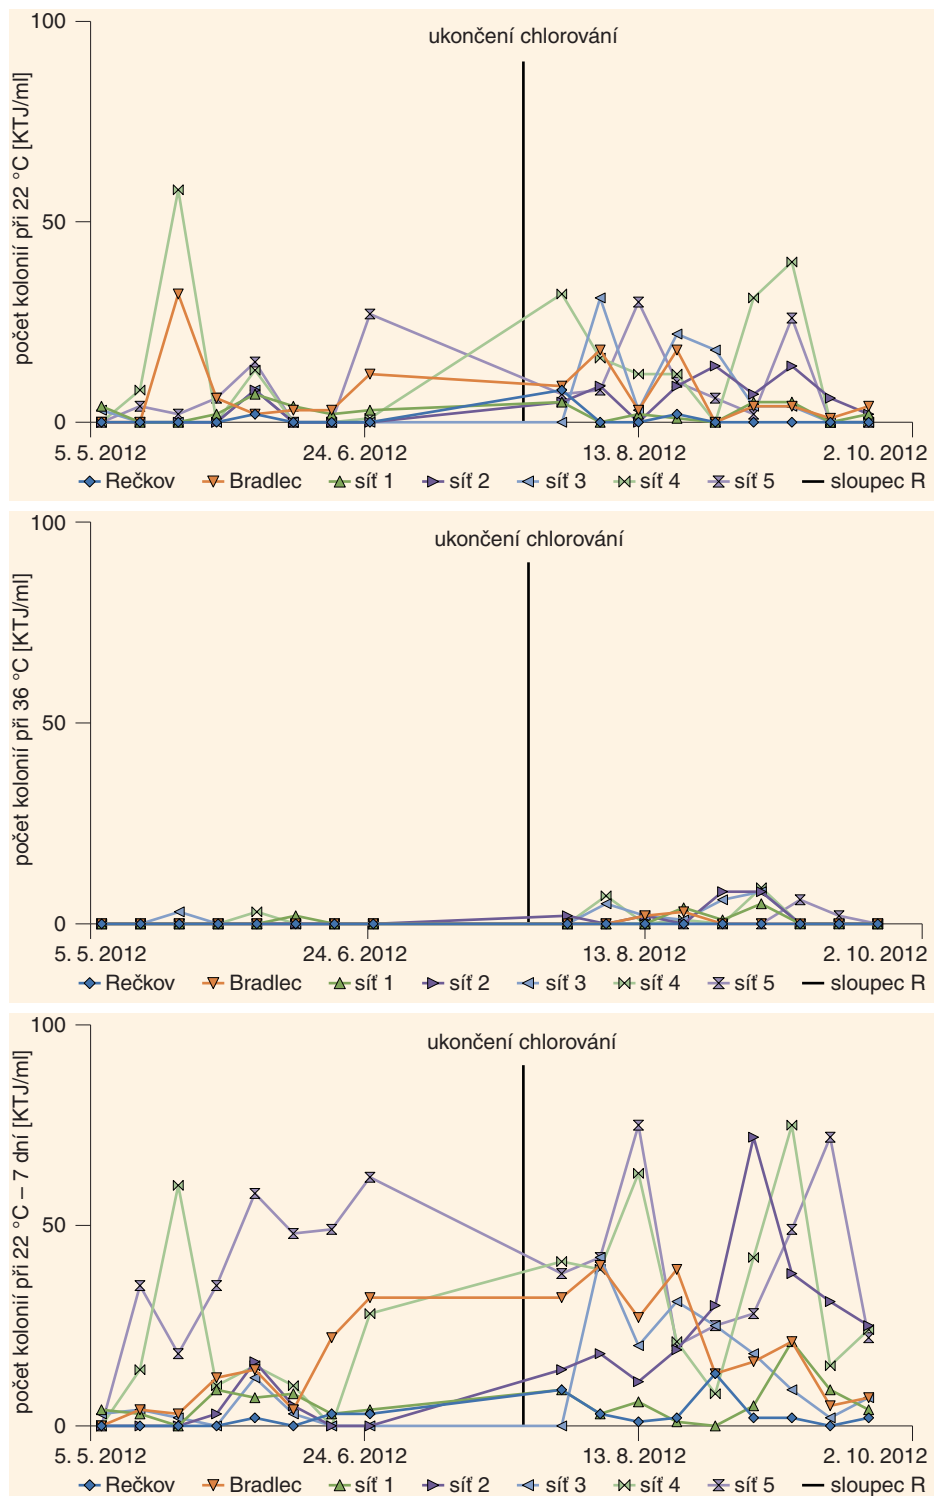 100
ukončení chlorování
počet kolonií při 22 °C [KTJ/ml]
50
0
5. 5. 2012 24. 6. 2012 13. 8. 2012 2. 10. 2012
Rečkov Bradlec síť 1 síť 2 síť 3 síť 4 síť 5 sloupec R
100
ukončení chlorování
počet kolonií při 36 °C [KTJ/ml]
50
0
5. 5. 2012 24. 6. 2012 13. 8. 2012 2. 10. 2012
Rečkov Bradlec síť 1 síť 2 síť 3 síť 4 síť 5 sloupec R
100
ukončení chlorování
počet kolonií při 22 °C – 7 dní [KTJ/ml]
50
0
5. 5. 2012 24. 6. 2012 13. 8. 2012 2. 10. 2012
Rečkov Bradlec síť 1 síť 2 síť 3 síť 4 síť 5 sloupec R